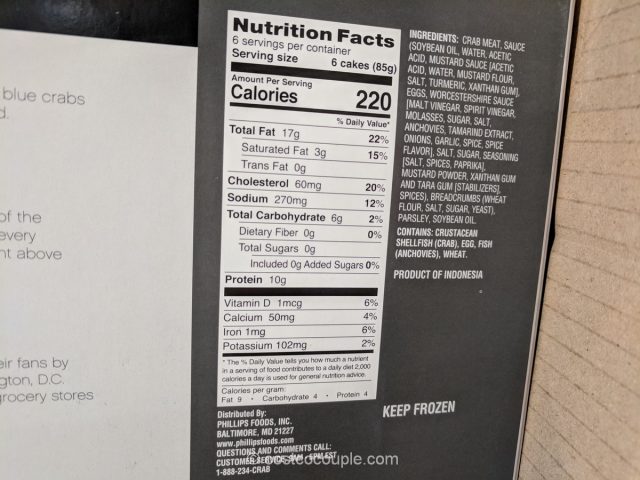 blue crabs
d.
of the
every
nt above
eir fans by
gton, D.C.
grocery stores
Nutrition Facts
6 servings per container
Serving size 6 cakes (85g)
Amount Per Serving
Calories 220
% Daily Value*
Total Fat 17g 22%
Saturated Fat 3g 15%
Trans Fat 0g
Cholesterol 60mg 20%
Sodium 270mg 12%
Total Carbohydrate 6g 2%
Dietary Fiber 0g 0%
Total Sugars 0g
Included 0g Added Sugars 0%
Protein 10g
Vitamin D 1mcg 6%
Calcium 50mg 4%
Iron 1mg 6%
Potassium 102mg 2%
* The % Daily Value tells you how much a nutrient
in a serving of food contributes to a daily diet 2,000
calories a day is used for general nutrition advice.
Calories per gram:
Fat 9 • Carbohydrate 4 • Protein 4
Distributed By:
PHILLIPS FOODS, INC.
BALTIMORE, MD 21227
www.phillipsfoods.com
QUESTIONS AND COMMENTS CALL:
CUSTOMER SERVICE 9AM - 5PM EST
1-888-234-CRAB
INGREDIENTS: CRAB MEAT, SAUCE
(SOYBEAN OIL, WATER, ACETIC
ACID, MUSTARD SAUCE [ACETIC
ACID, WATER, MUSTARD FLOUR,
SALT, TURMERIC, XANTHAN GUM],
EGGS, WORCESTERSHIRE SAUCE
[MALT VINEGAR, SPIRIT VINEGAR,
MOLASSES, SUGAR, SALT,
ANCHOVIES, TAMARIND EXTRACT,
ONIONS, GARLIC, SPICE, SPICE
FLAVOR], SALT, SUGAR, SEASONING
[SALT, SPICES, PAPRIKA],
MUSTARD POWDER, XANTHAN GUM
AND TARA GUM [STABILIZERS],
SPICES), BREADCRUMBS (WHEAT
FLOUR, SALT, SUGAR, YEAST),
PARSLEY, SOYBEAN OIL.
CONTAINS: CRUSTACEAN
SHELLFISH (CRAB), EGG, FISH
(ANCHOVIES), WHEAT.
PRODUCT OF INDONESIA
KEEP FROZEN
costcocouple.com